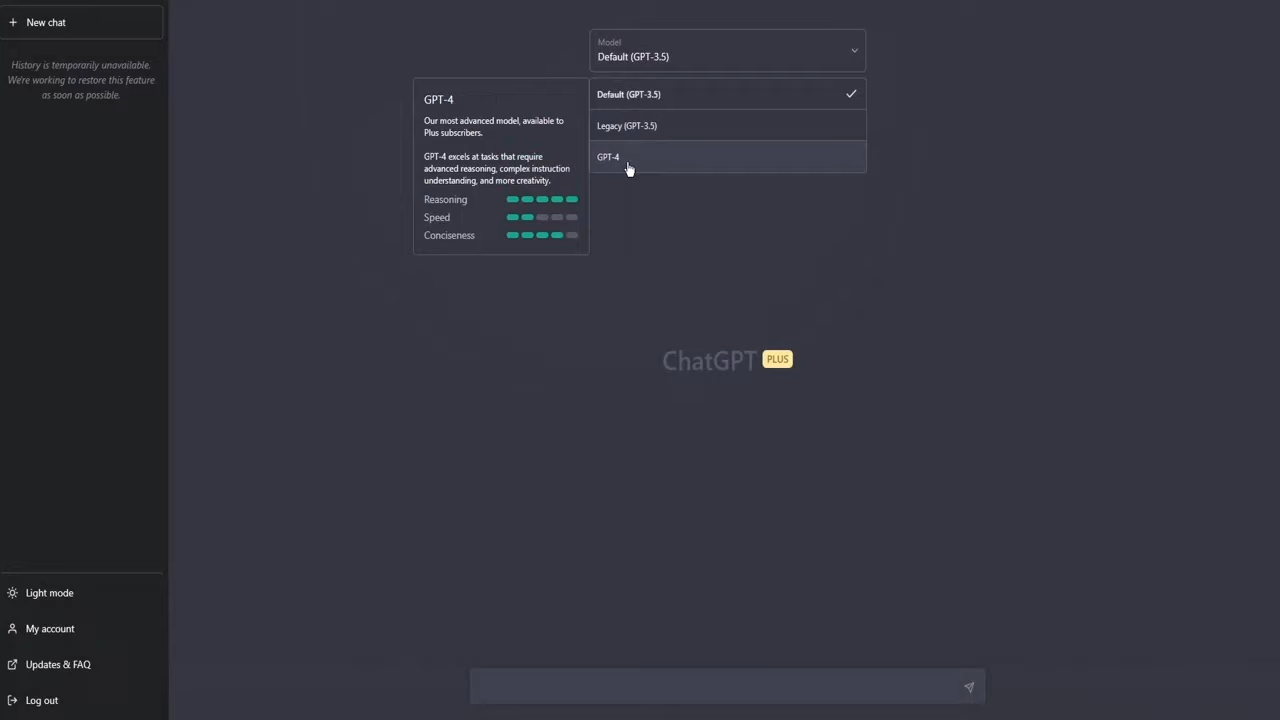 New chat
History is temporarily unavailable.
We're working to restore this feature
as soon as possible.
Model
Default (GPT-3.5)
Default (GPT-3.5)
Legacy (GPT-3.5)
GPT-4
GPT-4
Our most advanced model, available to
Plus subscribers.
GPT-4 excels at tasks that require
advanced reasoning, complex instruction
understanding, and more creativity.
Reasoning
Speed
Conciseness
ChatGPT PLUS
Light mode
My account
Updates & FAQ
Log out